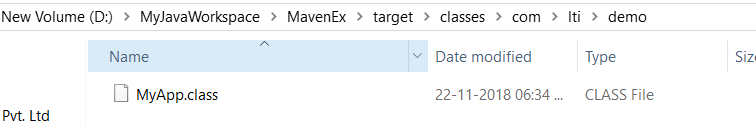 New Volume (D:) > MyJavaWorkspace > MavenEx > target > classes > com > lti > demo
Name Date modified Type
MyApp.class 22-11-2018 06:34 ... CLASS File
Pvt. Ltd